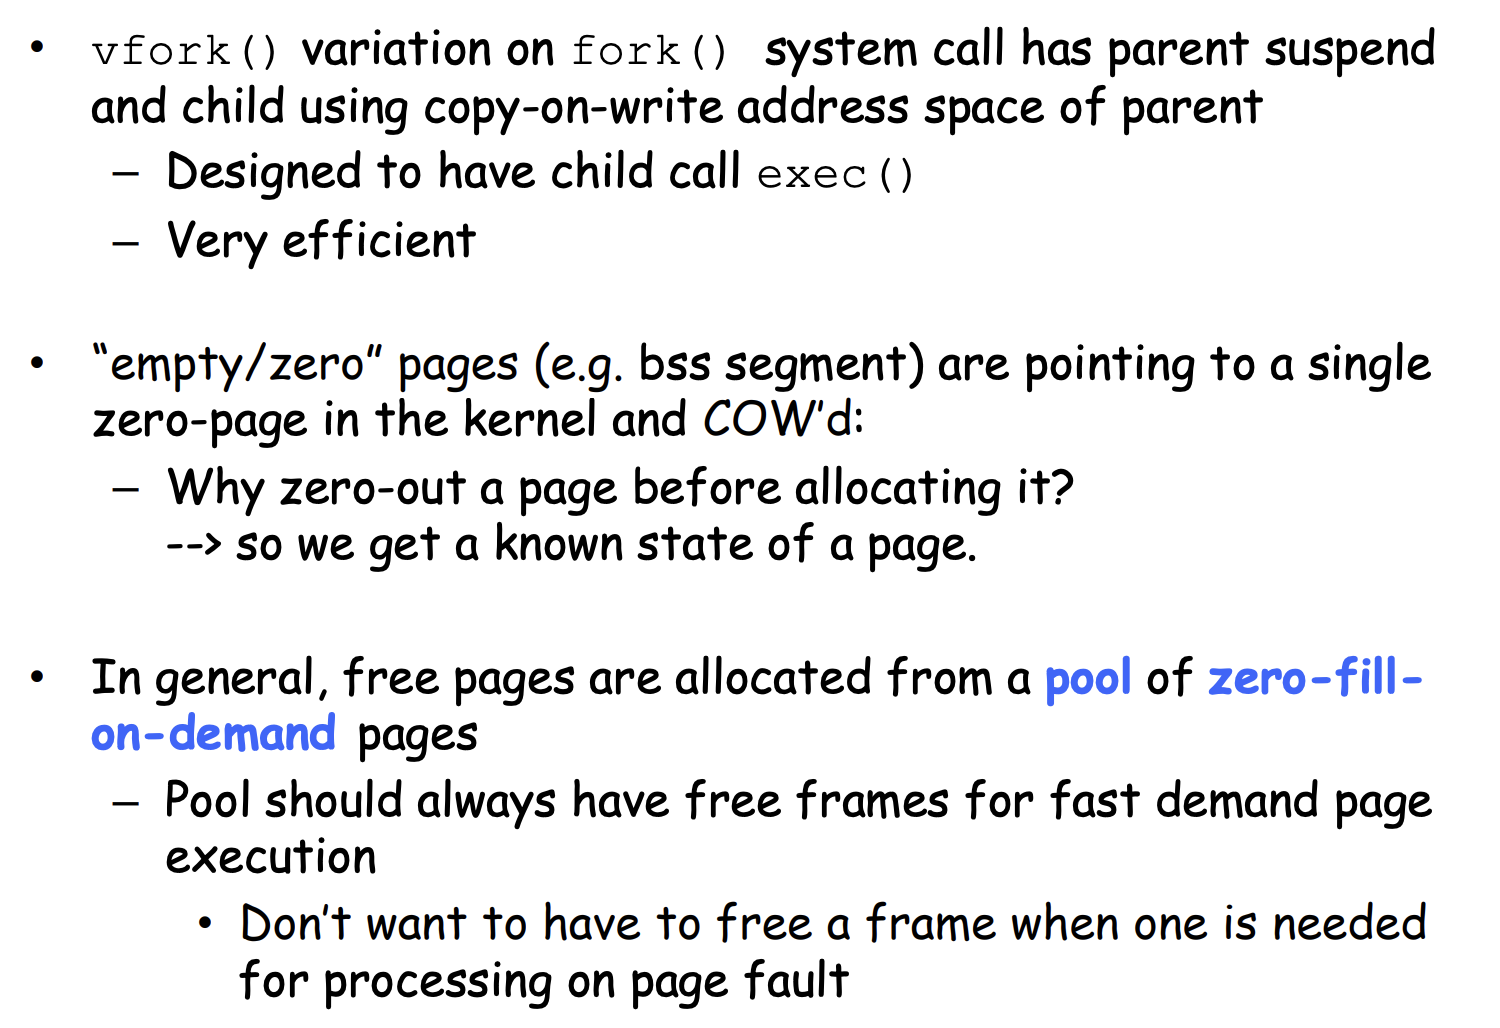 • vfork() variation on fork() system call has parent suspend
and child using copy-on-write address space of parent
– Designed to have child call exec()
– Very efficient
• “empty/zero” pages (e.g. bss segment) are pointing to a single
zero-page in the kernel and COW’d:
– Why zero-out a page before allocating it?
--> so we get a known state of a page.
• In general, free pages are allocated from a pool of zero-fill-
on-demand pages
– Pool should always have free frames for fast demand page
execution
• Don’t want to have to free a frame when one is needed
for processing on page fault